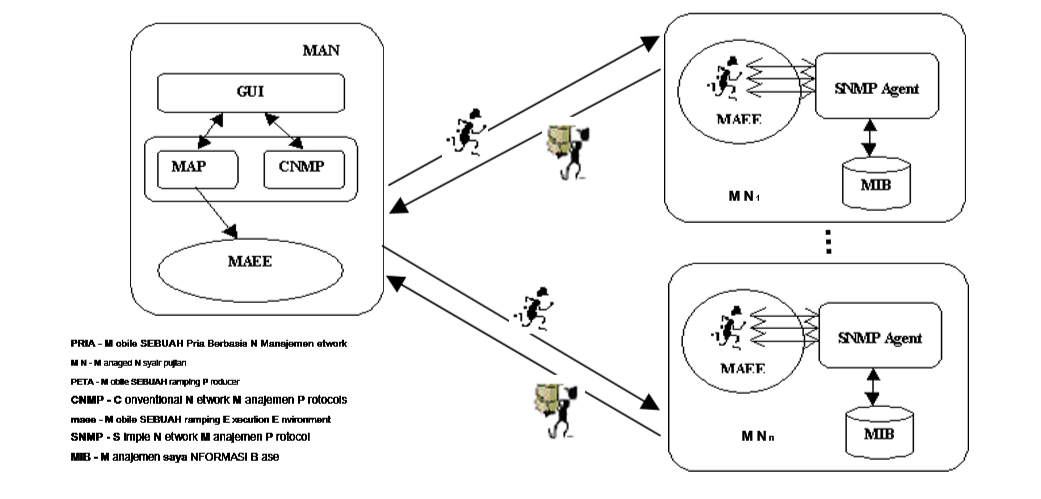 MAN
GUI
MAP
CNMP
MAEE
MAEE
SNMP Agent
MIB
M N 1
MAEE
SNMP Agent
MIB
M N n
PRIA - M obile SEBUAH Pria Berbasis N Manajemen etwork
M N - M anaged N syair pujian
PETA - M obile SEBUAH ramping P roducer
CNMP - C onventional N etwork M anajemen P rotocols
maee - M obile SEBUAH ramping E xecution E nvironment
SNMP - S imple N etwork M anajemen P rotocol
MIB - M anajemen saya NFORMASI B ase